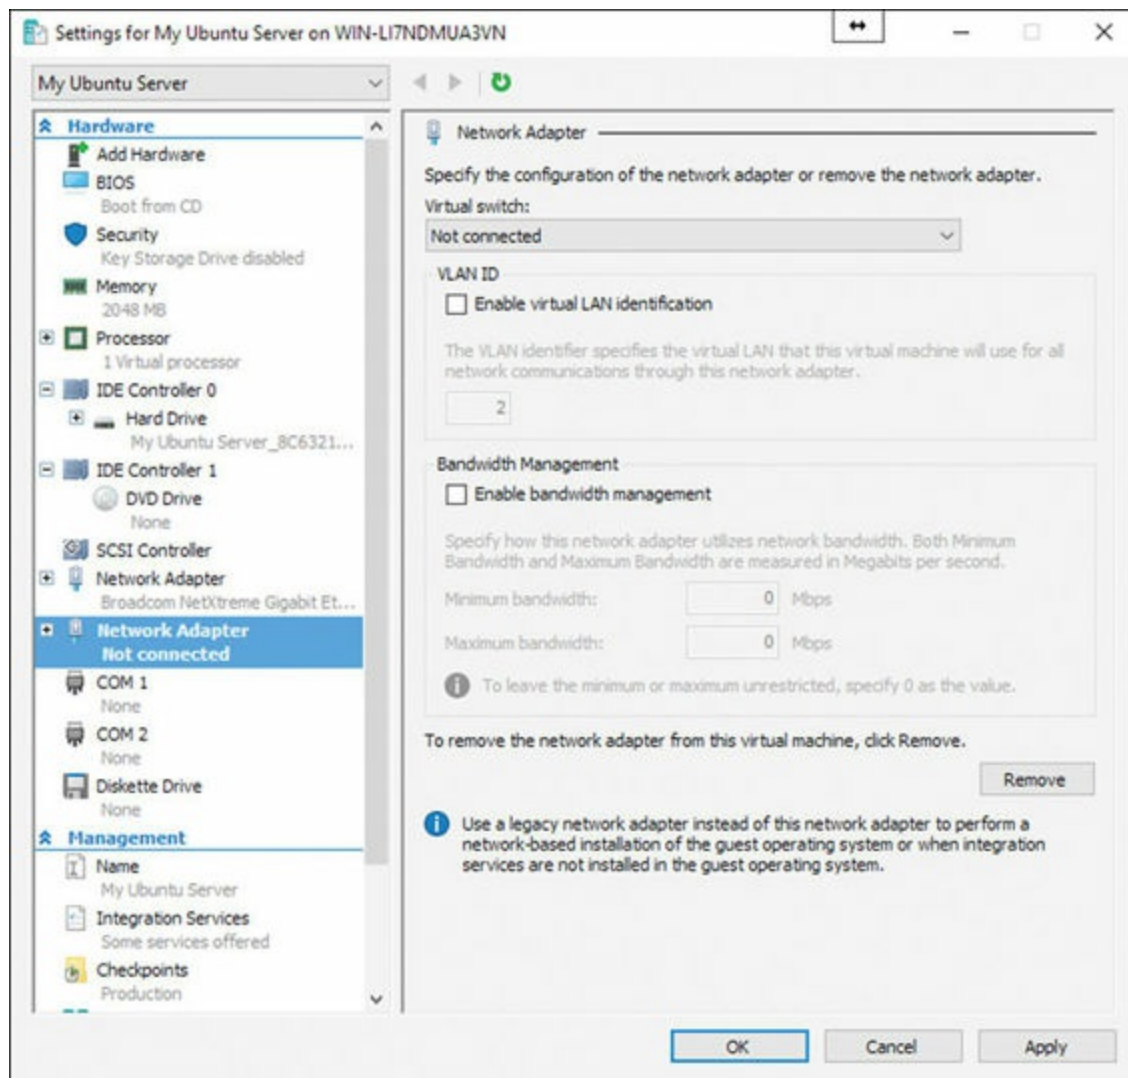 Settings for My Ubuntu Server on WIN-LI7NDMUA3VN
My Ubuntu Server
Hardware
Add Hardware
BIOS
Boot from CD
Security
Key Storage Drive disabled
Memory
2048 MB
Processor
1 Virtual processor
IDE Controller 0
Hard Drive
My Ubuntu Server_8C6321...
IDE Controller 1
DVD Drive
None
SCSI Controller
Network Adapter
Broadcom NetXtreme Gigabit Et...
Network Adapter
Not connected
COM 1
None
COM 2
None
Diskette Drive
None
Management
Name
My Ubuntu Server
Integration Services
Some services offered
Checkpoints
Production
Network Adapter
Specify the configuration of the network adapter or remove the network adapter.
Virtual switch:
Not connected
VLAN ID
Enable virtual LAN identification
The VLAN identifier specifies the virtual LAN that this virtual machine will use for all
network communications through this network adapter.
2
Bandwidth Management
Enable bandwidth management
Specify how this network adapter utilizes network bandwidth. Both Minimum
Bandwidth and Maximum Bandwidth are measured in Megabits per second.
Minimum bandwidth: 0 Mbps
Maximum bandwidth: 0 Mbps
To leave the minimum or maximum unrestricted, specify 0 as the value.
To remove the network adapter from this virtual machine, click Remove.
Remove
Use a legacy network adapter instead of this network adapter to perform a
network-based installation of the guest operating system or when integration
services are not installed in the guest operating system.
OK Cancel Apply